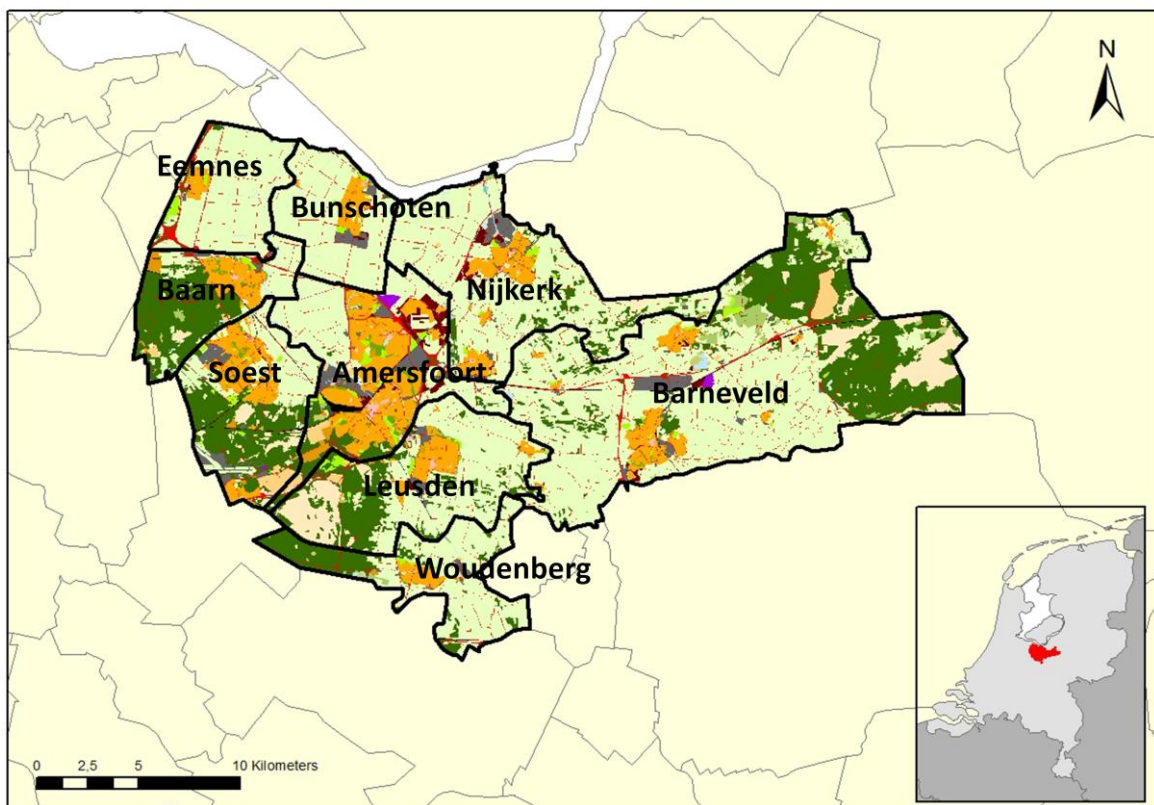 N
Eemnes
Bunschoten
Baarn
Nijkerk
Soest
Amersfoort
Barneveld
Leusden
Woudenberg
0 2,5 5 10 Kilometers